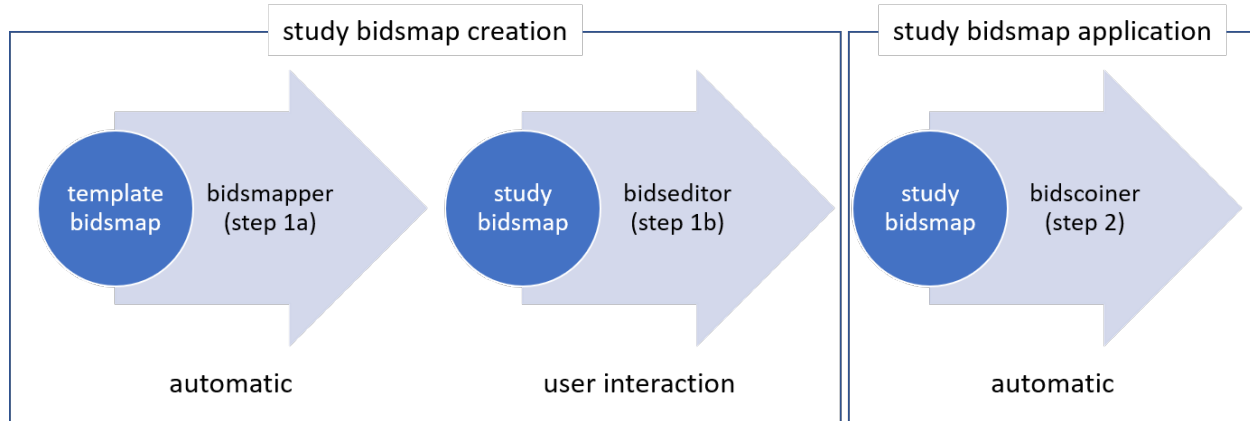 study bidsmap creation
study bidsmap application
template
bidsmap
bidsmapper
(step 1a)
study
bidsmap
bidseditor
(step 1b)
study
bidsmap
bidscoiner
(step 2)
automatic
user interaction
automatic